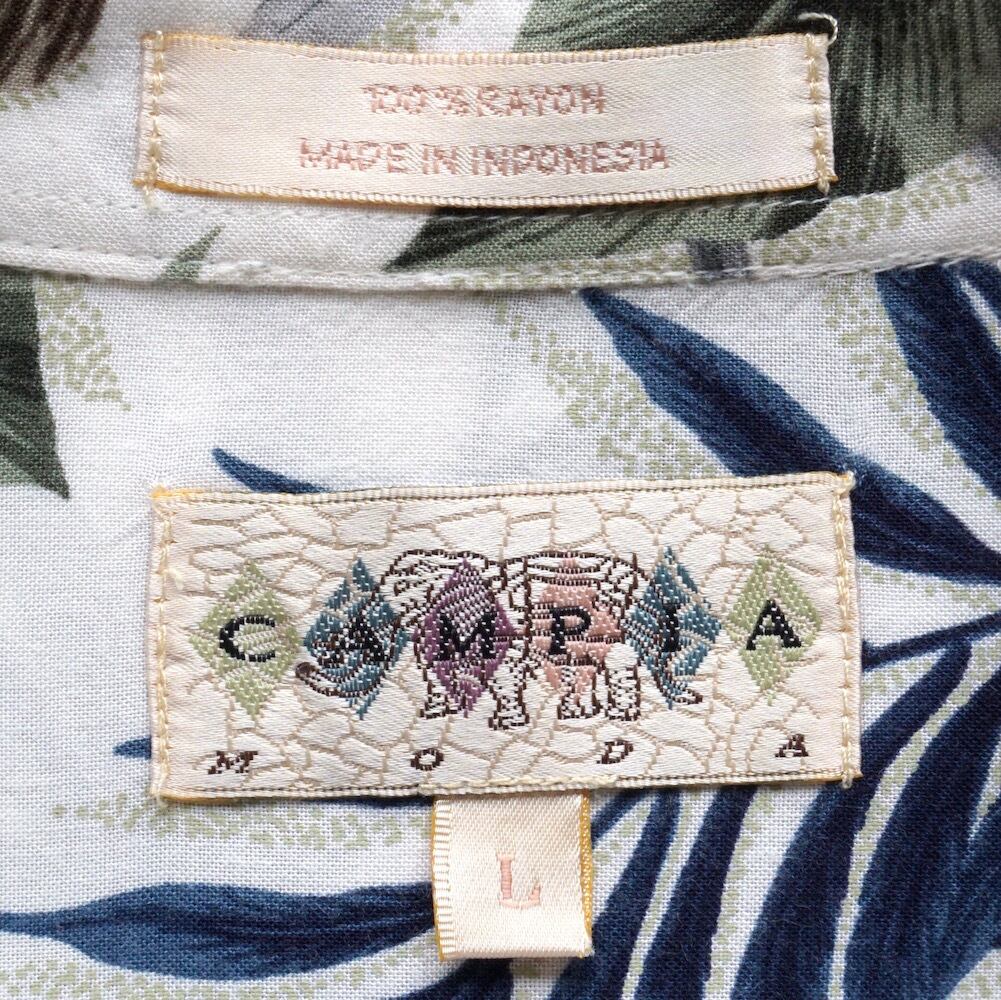 100% RAYON
MADE IN INDONESIA
CAMPIA
MODA
L